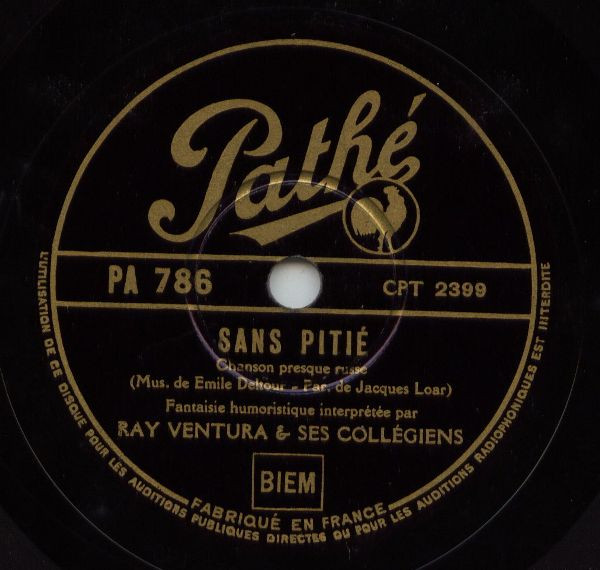 Pathé
PA 786
CPT 2399
SANS PITIÉ
Chanson presque russe
(Mus. de Emile Deltour - Par. de Jacques Loar)
Fantaisie humoristique interprétée par
RAY VENTURA & SES COLLÉGIENS
BIEM
FABRIQUÉ EN FRANCE
L'UTILISATION DE CE DISQUE POUR LES AUDITIONS PUBLIQUES DIRECTES OU POUR LES AUDITIONS RADIOPHONIQUES EST INTERDITE